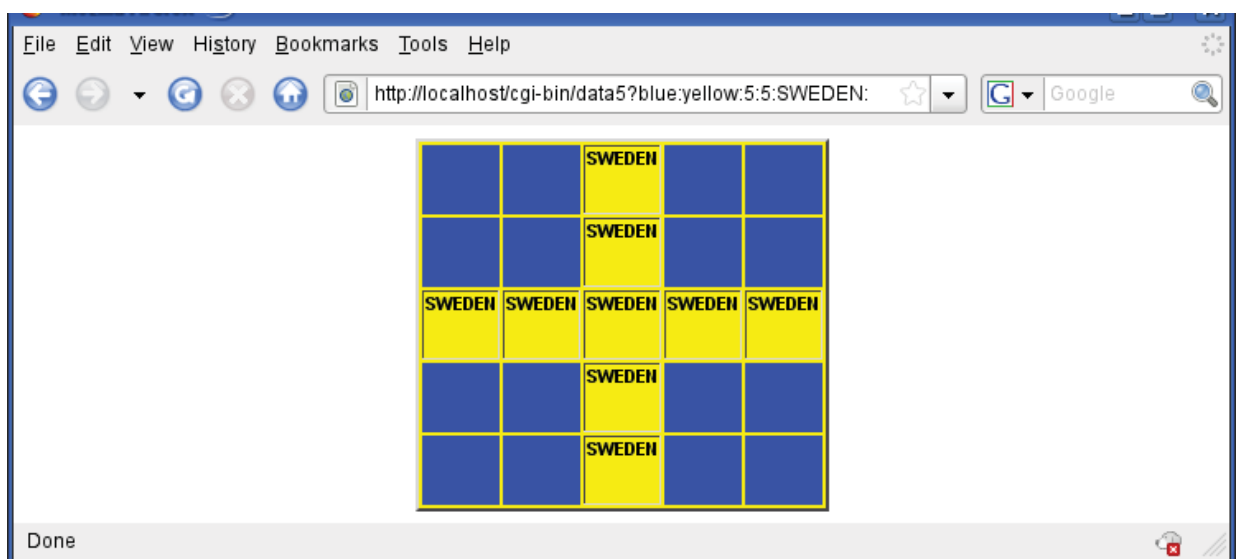 File Edit View History Bookmarks Tools Help
http://localhost/cgi-bin/data5?blue:yellow:5:5:SWEDEN:
G Google
SWEDEN
SWEDEN
SWEDEN SWEDEN SWEDEN SWEDEN SWEDEN
SWEDEN
SWEDEN
Done